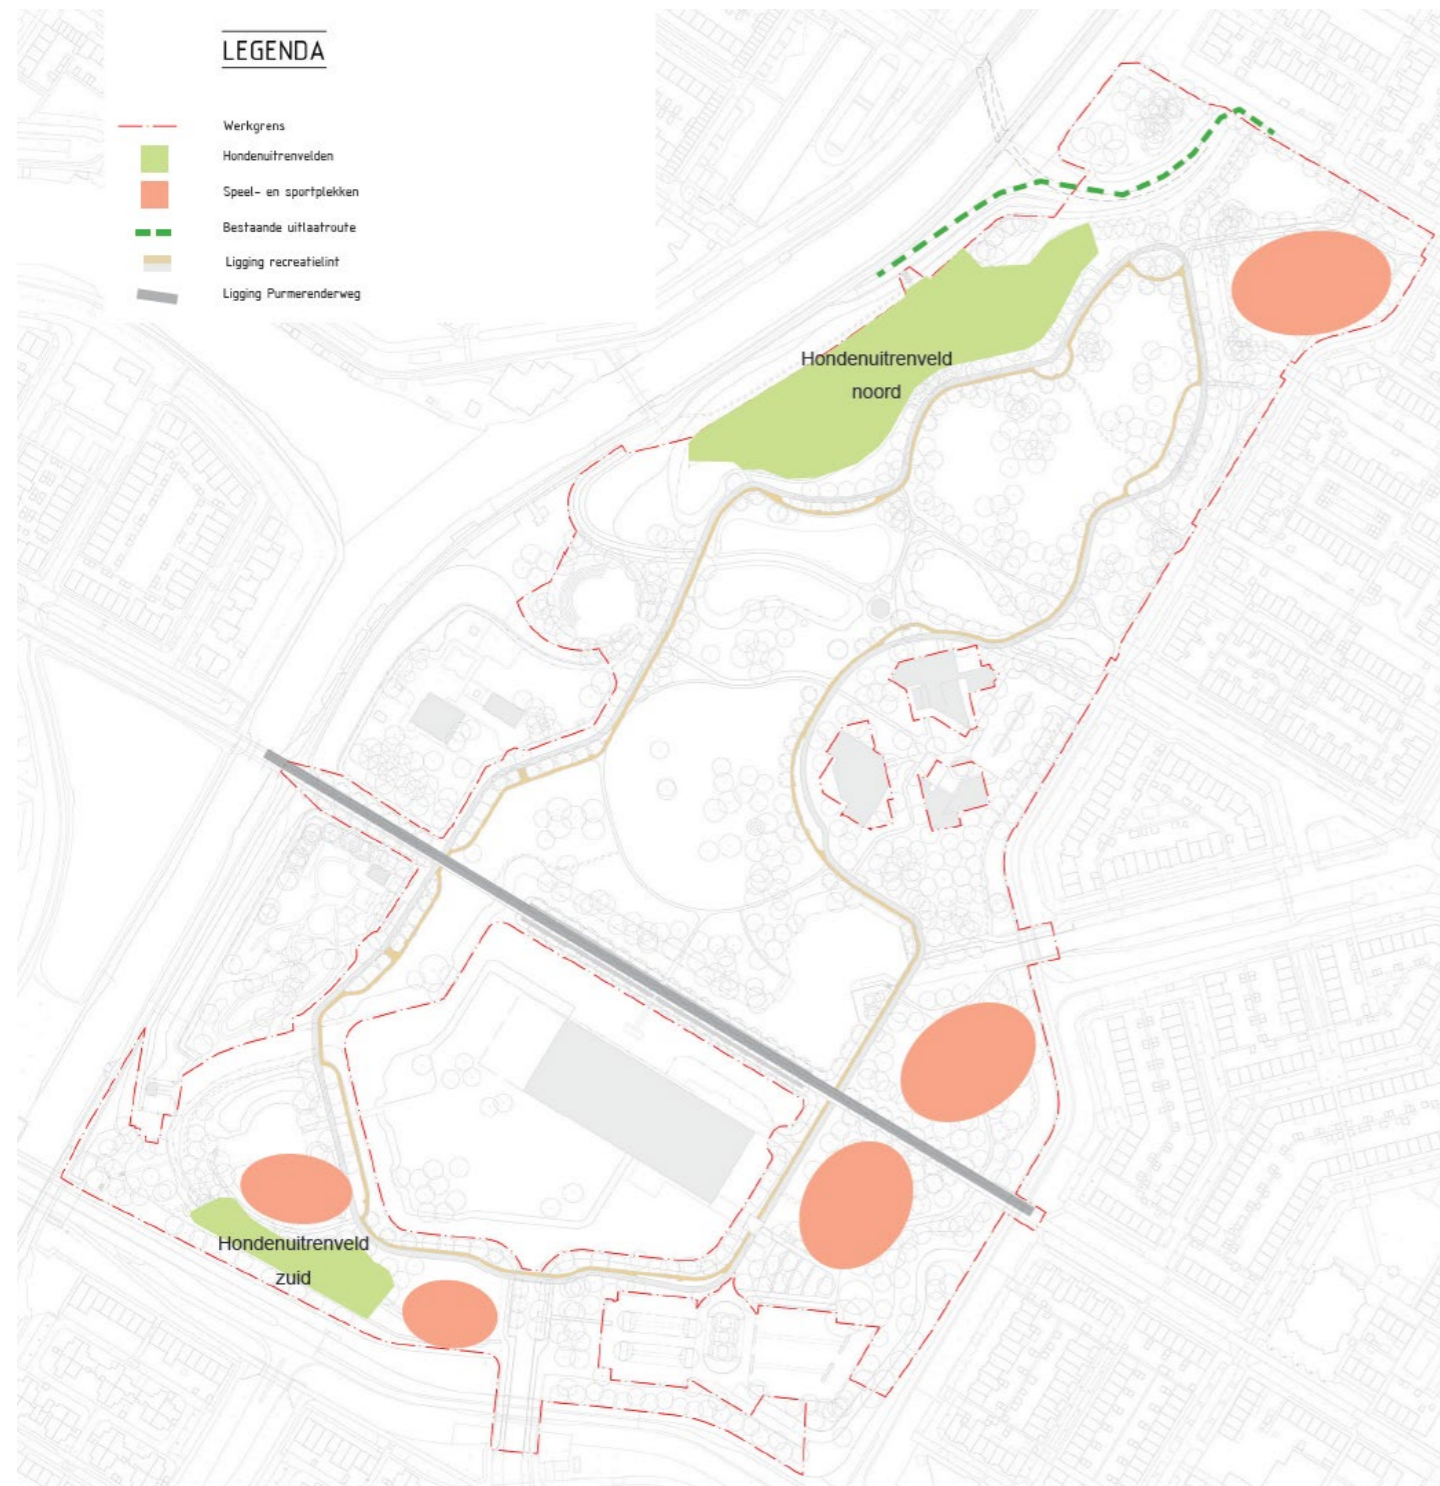 LEGENDA
Werkgrens
Hondenuitrenvelden
Speel- en sportplekken
Bestaande uitlaatroute
Ligging recreatielint
Ligging Purmerenderweg
Hondenuitrenveld
noord
Hondenuitrenveld
zuid